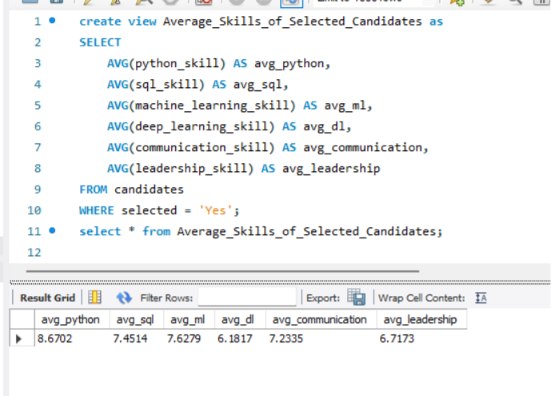 1 create view Average_Skills_of_Selected_Candidates as
2 SELECT
3 AVG(python_skill) AS avg_python,
4 AVG(sql_skill) AS avg_sql,
5 AVG(machine_learning_skill) AS avg_ml,
6 AVG(deep_learning_skill) AS avg_dl,
7 AVG(communication_skill) AS avg_communication,
8 AVG(leadership_skill) AS avg_leadership
9 FROM candidates
10 WHERE selected = 'Yes';
11 select * from Average_Skills_of_Selected_Candidates;
12
Result Grid Filter Rows: Export: Wrap Cell Content:
avg_python avg_sql avg_ml avg_dl avg_communication avg_leadership
8.6702 7.4514 7.6279 6.1817 7.2335 6.7173